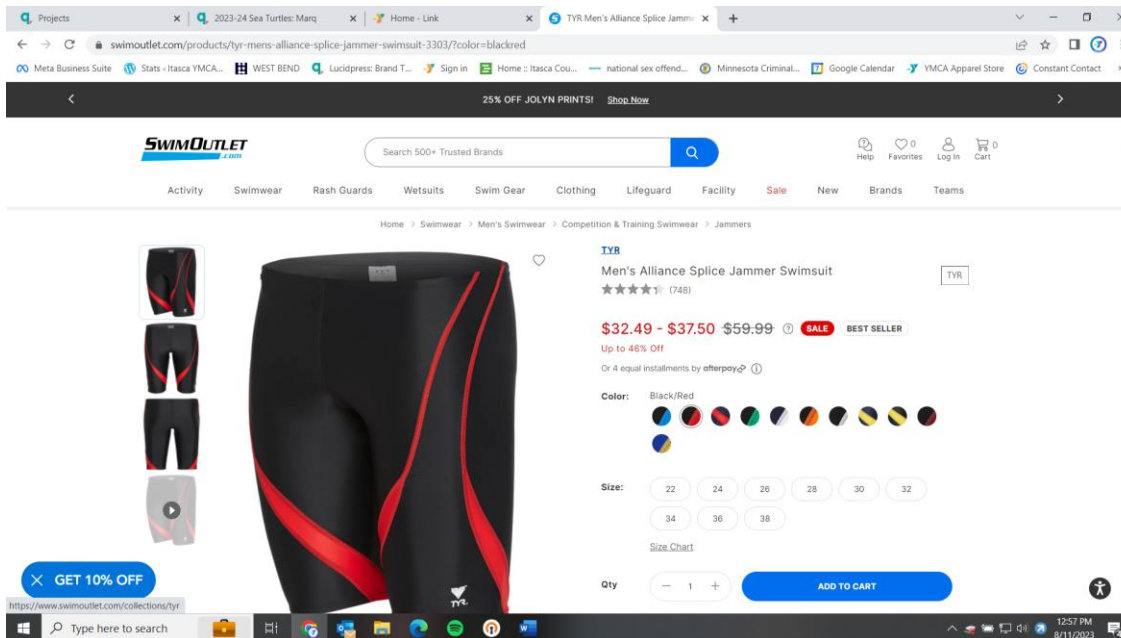 Projects
2023-24 Sea Turtles: Marq
Home - Link
TYR Men's Alliance Splice Jamme
swimoutlet.com/products/tyr-mens-alliance-splice-jammer-swimsuit-3303/?color=blackred
Meta Business Suite
Stats ‹ Itasca YMCA...
WEST BEND
Lucidpress: Brand T...
Sign in
Home :: Itasca Cou...
national sex offend...
Minnesota Criminal...
Google Calendar
YMCA Apparel Store
Constant Contact
25% OFF JOLYN PRINTS! Shop Now
SWIMOUTLET
.com
Search 500+ Trusted Brands
Help
0
Favorites
Log In
0
Cart
Activity Swimwear Rash Guards Wetsuits Swim Gear Clothing Lifeguard Facility Sale New Brands Teams
Home > Swimwear > Men's Swimwear > Competition & Training Swimwear > Jammers
TYR
Men's Alliance Splice Jammer Swimsuit
TYR
(748)
$32.49 - $37.50 $59.99 SALE BEST SELLER
Up to 46% Off
Or 4 equal installments by afterpay
Color: Black/Red
Size: 22 24 26 28 30 32
34 36 38
Size Chart
Qty − 1 + ADD TO CART
TYR
GET 10% OFF
https://www.swimoutlet.com/collections/tyr
Type here to search
12:57 PM
8/11/2023